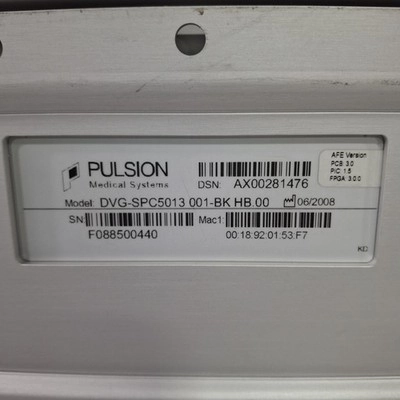 PULSION
Medical Systems
DSN: AX00281476
AFE Version
PCB 3.0
PIC: 1.5
FPGA: 3.0.0
Model: DVG-SPC5013 001-BK HB.00 06/2008
SN: Mac1:
F088500440 00:18:92:01:53:F7